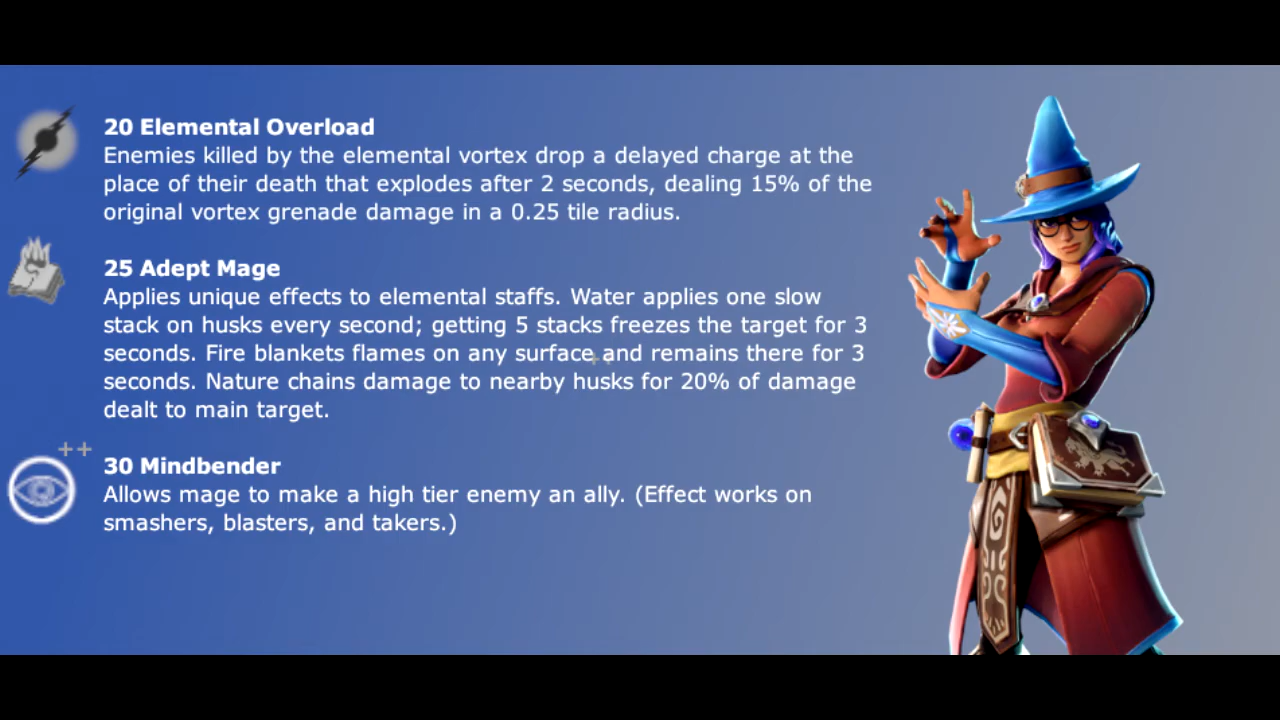 20 Elemental Overload
Enemies killed by the elemental vortex drop a delayed charge at the
place of their death that explodes after 2 seconds, dealing 15% of the
original vortex grenade damage in a 0.25 tile radius.
25 Adept Mage
Applies unique effects to elemental staffs. Water applies one slow
stack on husks every second; getting 5 stacks freezes the target for 3
seconds. Fire blankets flames on any surface and remains there for 3
seconds. Nature chains damage to nearby husks for 20% of damage
dealt to main target.
++
30 Mindbender
Allows mage to make a high tier enemy an ally. (Effect works on
smashers, blasters, and takers.)